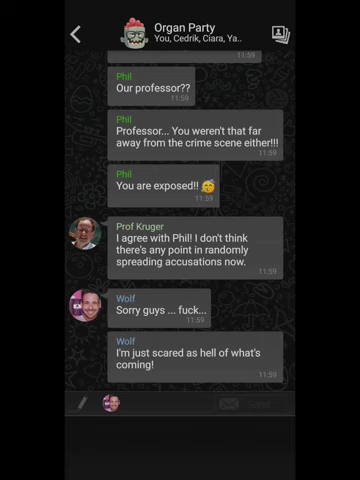 Organ Party
You, Cedrik, Ciara, Ya..
11:59
Phil
Our professor??
11:59
Phil
Professor... You weren't that far
away from the crime scene either!!!
11:59
Phil
You are exposed!! 🥳
11:59
Prof Kruger
I agree with Phil! I don't think
there's any point in randomly
spreading accusations now.
11:59
Wolf
Sorry guys ... fuck...
11:59
Wolf
I'm just scared as hell of what's
coming!
11:59
Send